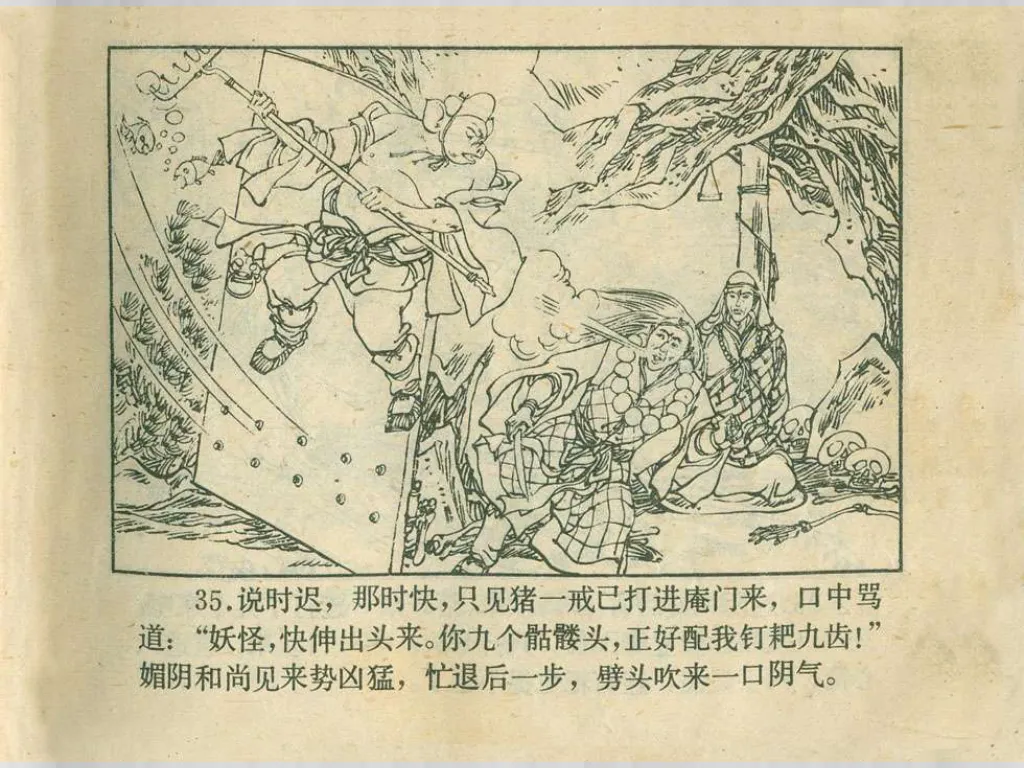 35.说时迟，那时快，只见猪一戒已打进庵门来，口中骂
道：“妖怪，快伸出头来。你九个骷髅头，正好配我钉耙九齿！”
媚阴和尚见来势凶猛，忙退后一步，劈头吹来一口阴气。